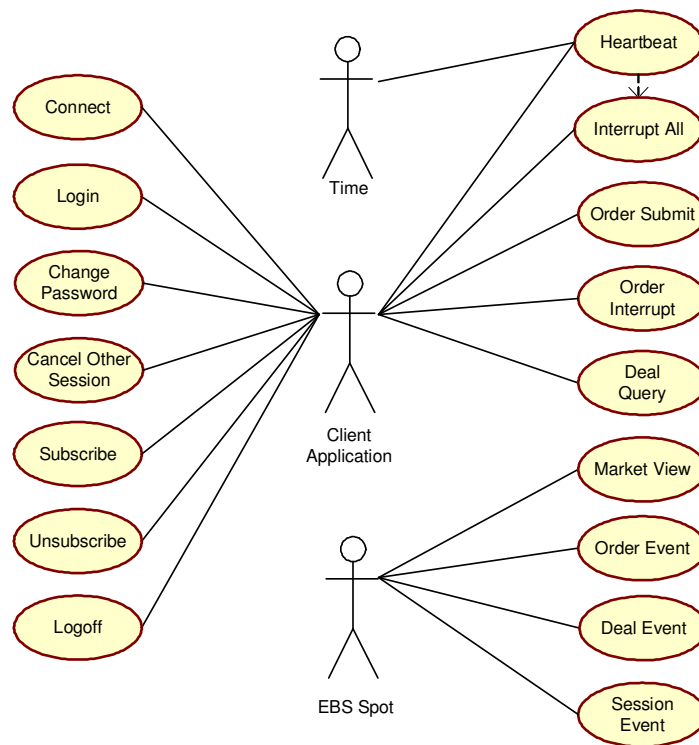 Connect
Login
Change
Password
Cancel Other
Session
Subscribe
Unsubscribe
Logoff
Time
Client
Application
EBS Spot
Heartbeat
Interrupt All
Order Submit
Order
Interrupt
Deal
Query
Market View
Order Event
Deal Event
Session
Event